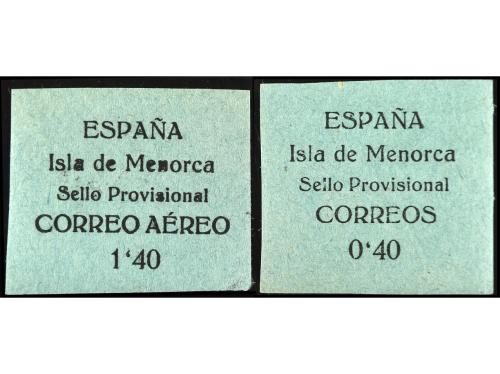 ESPAÑA
Isla de Menorca
Sello Provisional
CORREO AÉREO
1'40
ESPAÑA
Isla de Menorca
Sello Provisional
CORREOS
0'40